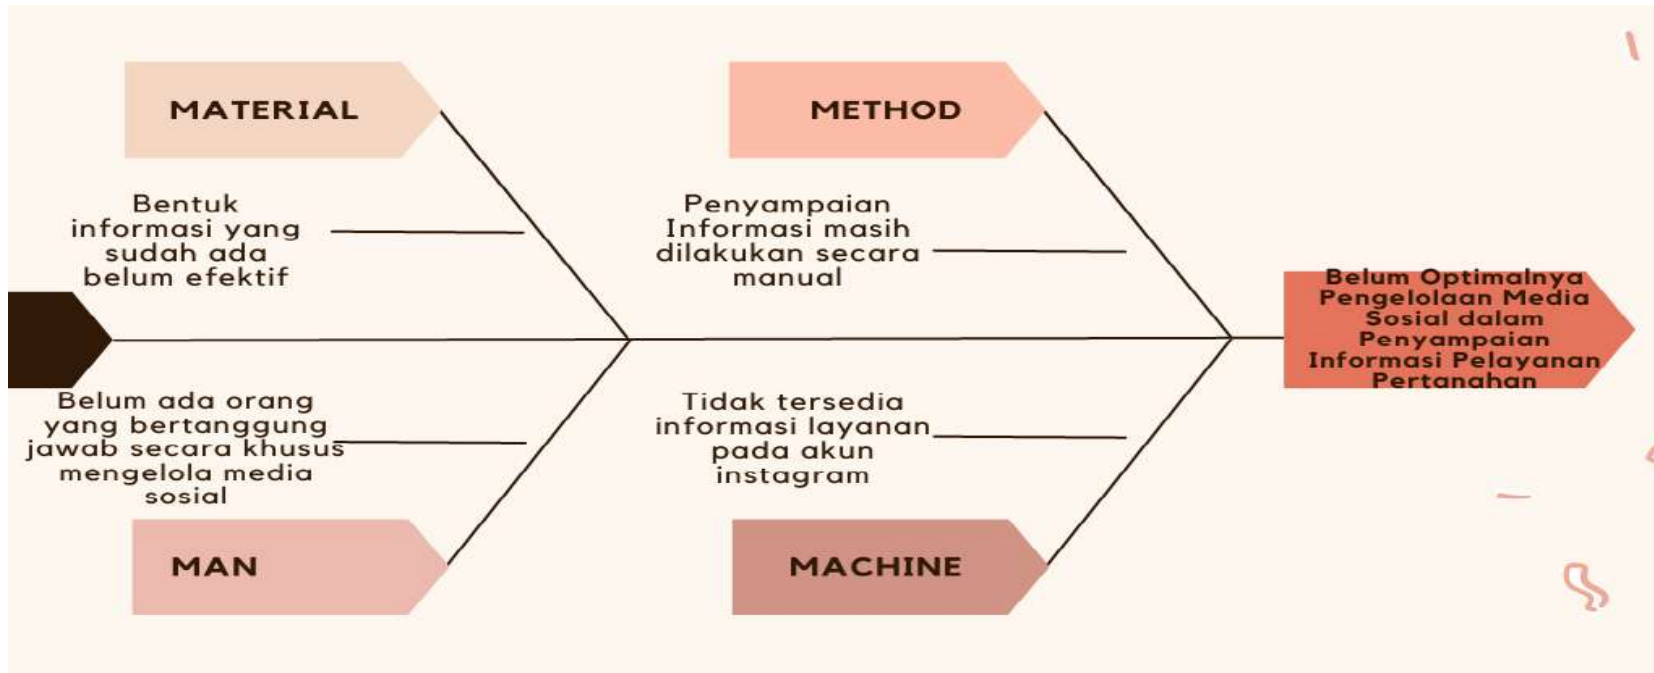 MATERIAL
Bentuk
informasi yang
sudah ada
belum efektif
METHOD
Penyampaian
Informasi masih
dilakukan secara
manual
Belum ada orang
yang bertanggung
jawab secara khusus
mengelola media
sosial
MAN
Tidak tersedia
informasi layanan
pada akun
instagram
MACHINE
Belum Optimalnya
Pengelolaan Media
Sosial dalam
Penyampaian
Informasi Pelayanan
Pertanahan